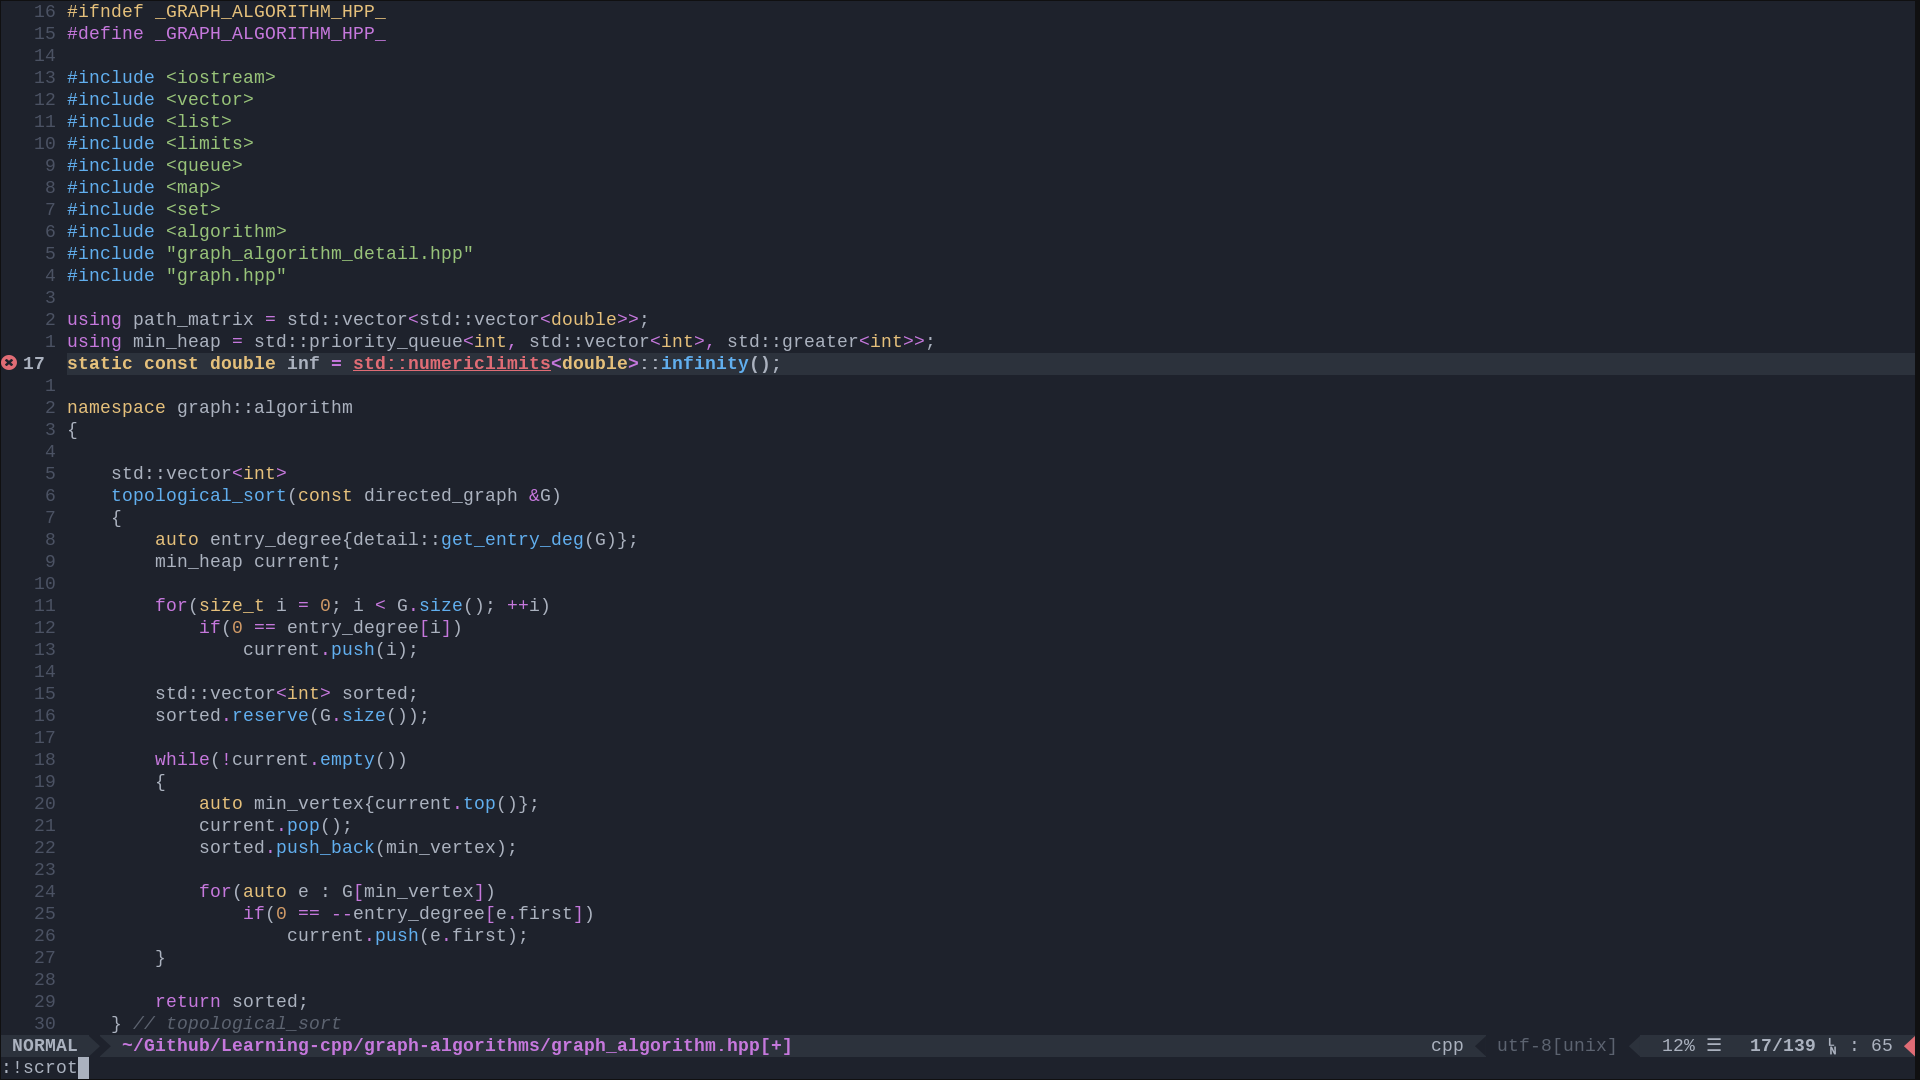 16 #ifndef _GRAPH_ALGORITHM_HPP_
15 #define _GRAPH_ALGORITHM_HPP_
14
13 #include <iostream>
12 #include <vector>
11 #include <list>
10 #include <limits>
9 #include <queue>
8 #include <map>
7 #include <set>
6 #include <algorithm>
5 #include "graph_algorithm_detail.hpp"
4 #include "graph.hpp"
3
2 using path_matrix = std::vector<std::vector<double>>;
1 using min_heap = std::priority_queue<int, std::vector<int>, std::greater<int>>;
17 static const double inf = std::numericlimits<double>::infinity();
1
2 namespace graph::algorithm
3 {
4
5     std::vector<int>
6     topological_sort(const directed_graph &G)
7     {
8         auto entry_degree{detail::get_entry_deg(G)};
9         min_heap current;
10
11         for(size_t i = 0; i < G.size(); ++i)
12             if(0 == entry_degree[i])
13                 current.push(i);
14
15         std::vector<int> sorted;
16         sorted.reserve(G.size());
17
18         while(!current.empty())
19         {
20             auto min_vertex{current.top()};
21             current.pop();
22             sorted.push_back(min_vertex);
23
24             for(auto e : G[min_vertex])
25                 if(0 == --entry_degree[e.first])
26                     current.push(e.first);
27         }
28
29         return sorted;
30     } // topological_sort
NORMAL ~/Github/Learning-cpp/graph-algorithms/graph_algorithm.hpp[+] cpp utf-8[unix] 12% ☰ 17/139 ␤ : 65
:!scrot